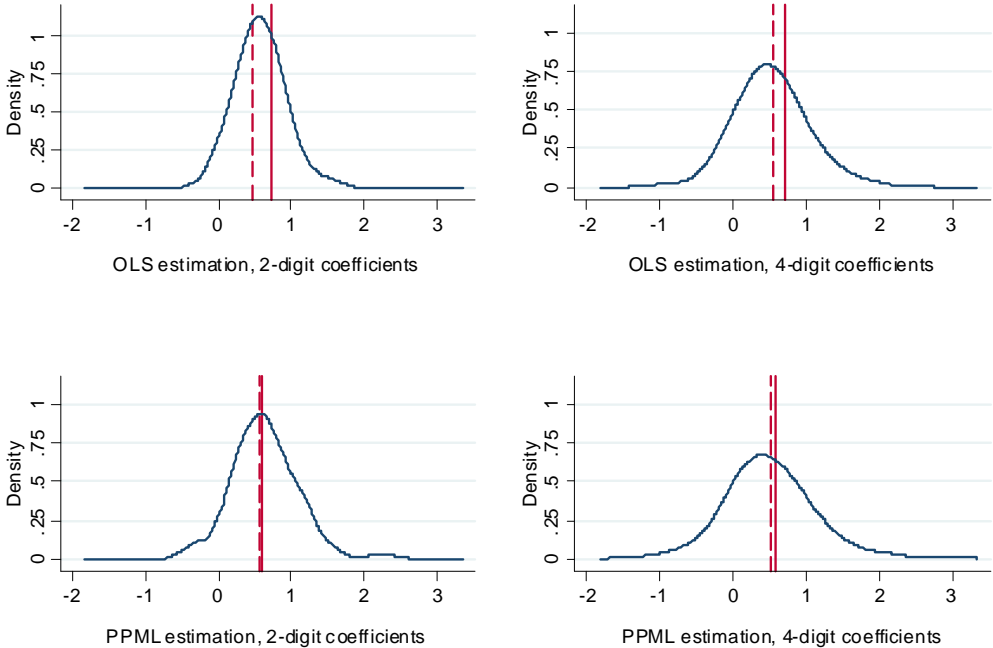 Density
0 .25 .5 .75 1
-2 -1 0 1 2 3
OLS estimation, 2-digit coefficients
Density
0 .25 .5 .75 1
-2 -1 0 1 2 3
OLS estimation, 4-digit coefficients
Density
0 .25 .5 .75 1
-2 -1 0 1 2 3
PPML estimation, 2-digit coefficients
Density
0 .25 .5 .75 1
-2 -1 0 1 2 3
PPML estimation, 4-digit coefficients